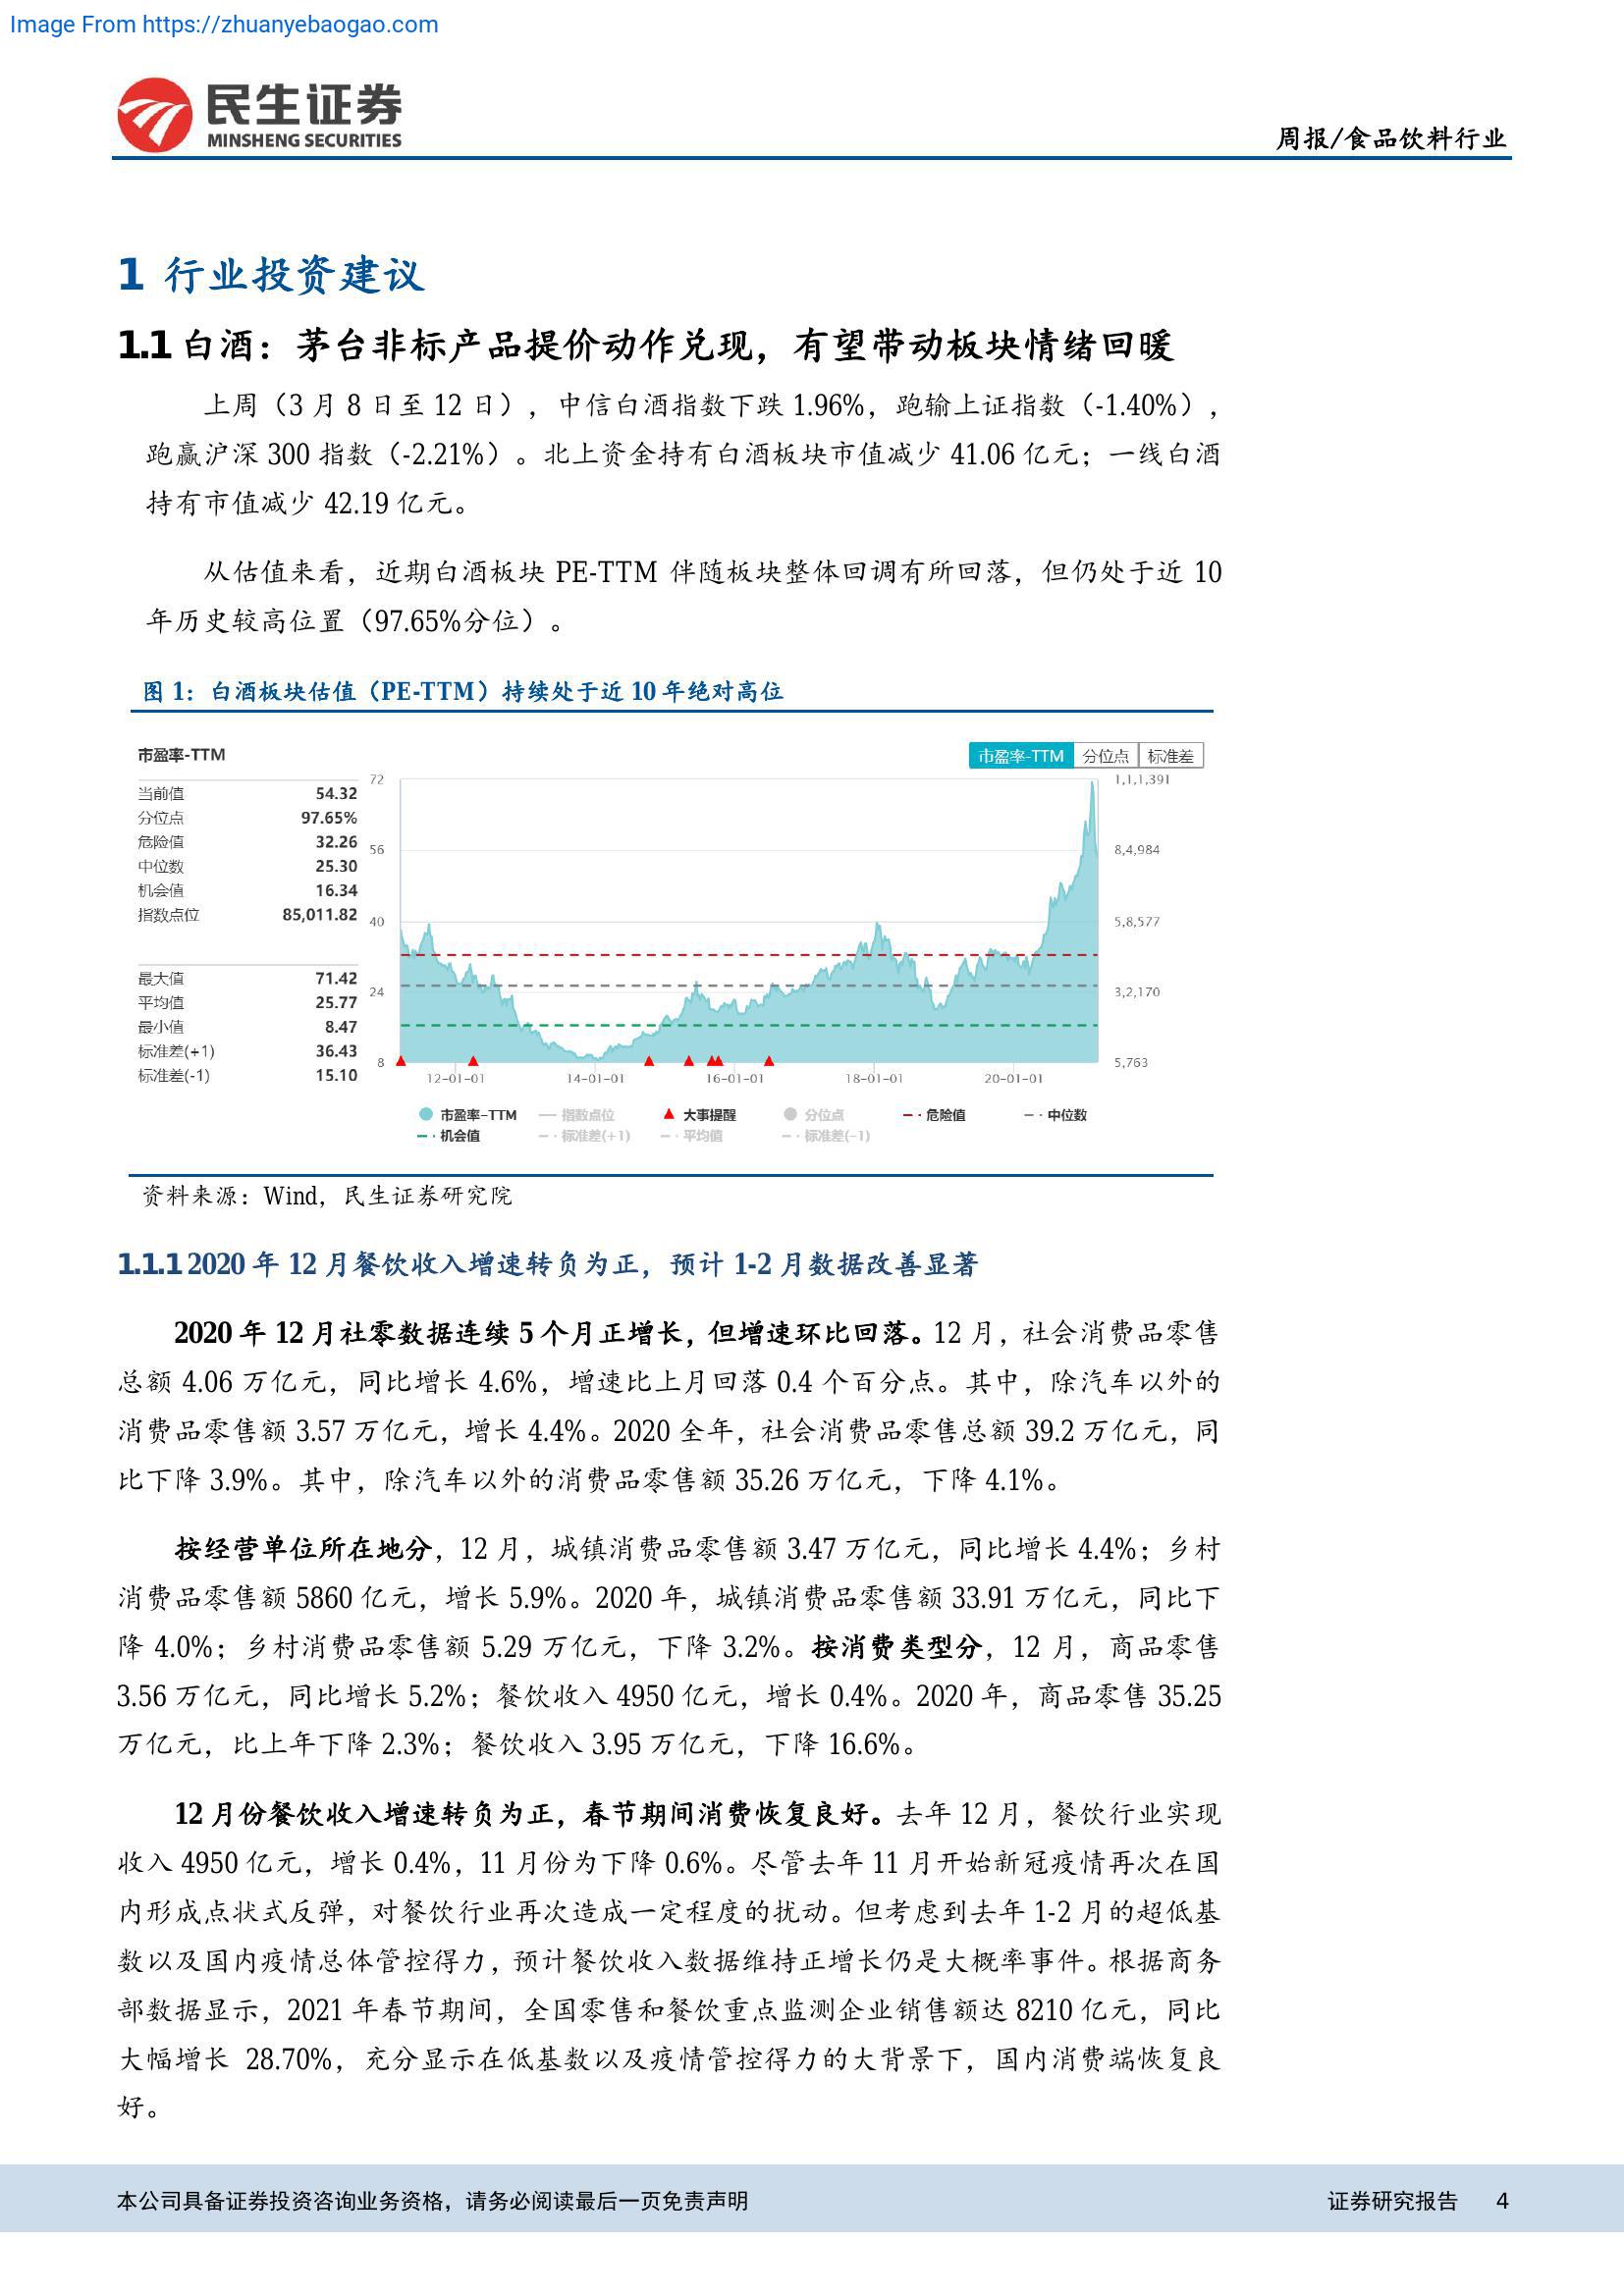 Image From https://zhuanyebaogao.com
民生证券
MINSHENG SECURITIES
周报/食品饮料行业
1 行业投资建议
1.1 白酒：茅台非标产品提价动作兑现，有望带动板块情绪回暖
上周（3 月 8 日至 12 日），中信白酒指数下跌 1.96%，跑输上证指数（-1.40%），
跑赢沪深 300 指数（-2.21%）。北上资金持有白酒板块市值减少 41.06 亿元；一线白酒
持有市值减少 42.19 亿元。
从估值来看，近期白酒板块 PE-TTM 伴随板块整体回调有所回落，但仍处于近 10
年历史较高位置（97.65%分位）。
图 1：白酒板块估值（PE-TTM）持续处于近 10 年绝对高位
市盈率-TTM
市盈率-TTM 分位点 标准差
当前值 54.32
分位点 97.65%
危险值 32.26
中位数 25.30
机会值 16.34
指数点位 85,011.82
最大值 71.42
平均值 25.77
最小值 8.47
标准差(+1) 36.43
标准差(-1) 15.10
72 1,1,1,391
56 8,4,984
40 5,8,577
24 3,2,170
8 5,763
12-01-01 14-01-01 16-01-01 18-01-01 20-01-01
市盈率-TTM 指数点位 大事提醒 分位点 危险值 中位数
机会值 标准差(+1) 平均值 标准差(-1)
资料来源：Wind，民生证券研究院
1.1.1 2020 年 12 月餐饮收入增速转负为正，预计 1-2 月数据改善显著
2020 年 12 月社零数据连续 5 个月正增长，但增速环比回落。12 月，社会消费品零售
总额 4.06 万亿元，同比增长 4.6%，增速比上月回落 0.4 个百分点。其中，除汽车以外的
消费品零售额 3.57 万亿元，增长 4.4%。2020 全年，社会消费品零售总额 39.2 万亿元，同
比下降 3.9%。其中，除汽车以外的消费品零售额 35.26 万亿元，下降 4.1%。
按经营单位所在地分，12 月，城镇消费品零售额 3.47 万亿元，同比增长 4.4%；乡村
消费品零售额 5860 亿元，增长 5.9%。2020 年，城镇消费品零售额 33.91 万亿元，同比下
降 4.0%；乡村消费品零售额 5.29 万亿元，下降 3.2%。按消费类型分，12 月，商品零售
3.56 万亿元，同比增长 5.2%；餐饮收入 4950 亿元，增长 0.4%。2020 年，商品零售 35.25
万亿元，比上年下降 2.3%；餐饮收入 3.95 万亿元，下降 16.6%。
12 月份餐饮收入增速转负为正，春节期间消费恢复良好。去年 12 月，餐饮行业实现
收入 4950 亿元，增长 0.4%，11 月份为下降 0.6%。尽管去年 11 月开始新冠疫情再次在国
内形成点状式反弹，对餐饮行业再次造成一定程度的扰动。但考虑到去年 1-2 月的超低基
数以及国内疫情总体管控得力，预计餐饮收入数据维持正增长仍是大概率事件。根据商务
部数据显示，2021 年春节期间，全国零售和餐饮重点监测企业销售额达 8210 亿元，同比
大幅增长 28.70%，充分显示在低基数以及疫情管控得力的大背景下，国内消费端恢复良
好。
本公司具备证券投资咨询业务资格，请务必阅读最后一页免责声明
证券研究报告 4